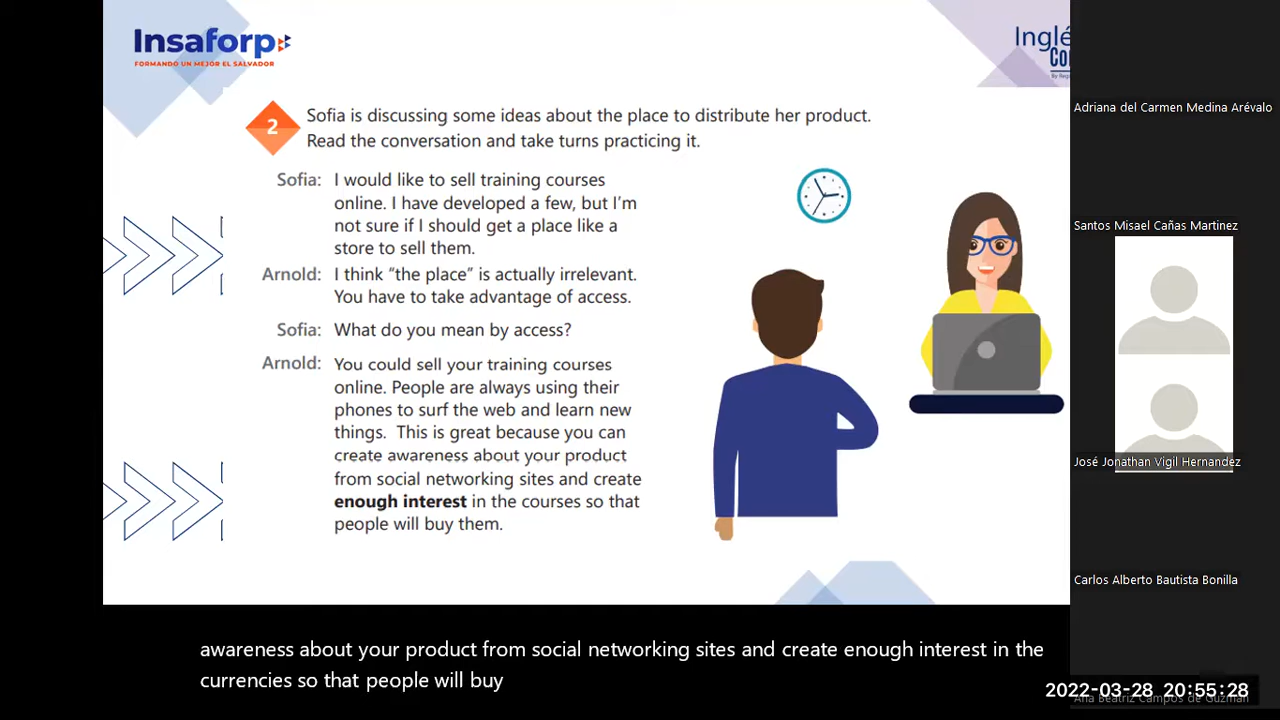 Insaforp
FORMANDO UN MEJOR EL SALVADOR
Inglé
By Reg
2
Sofia is discussing some ideas about the place to distribute her product.
Read the conversation and take turns practicing it.
Sofia: I would like to sell training courses
online. I have developed a few, but I'm
not sure if I should get a place like a
store to sell them.
Arnold: I think "the place" is actually irrelevant.
You have to take advantage of access.
Sofia: What do you mean by access?
Arnold: You could sell your training courses
online. People are always using their
phones to surf the web and learn new
things. This is great because you can
create awareness about your product
from social networking sites and create
enough interest in the courses so that
people will buy them.
Adriana del Carmen Medina Arévalo
Santos Misael Cañas Martinez
José Jonathan Vigil Hernandez
Carlos Alberto Bautista Bonilla
Ana Beatriz Campos de Guzmán
awareness about your product from social networking sites and create enough interest in the
currencies so that people will buy
2022-03-28 20:55:28